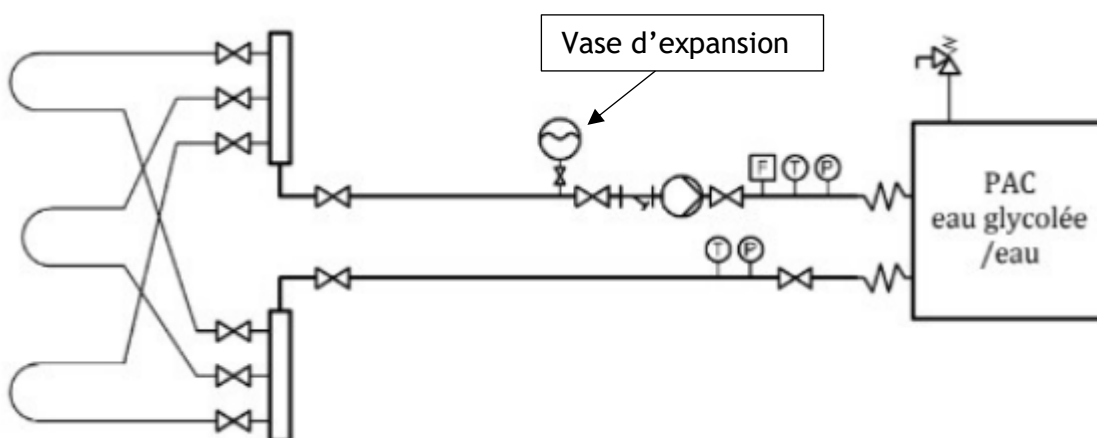 Vase d’expansion
F T P
PAC
eau glycolée
/eau
T P